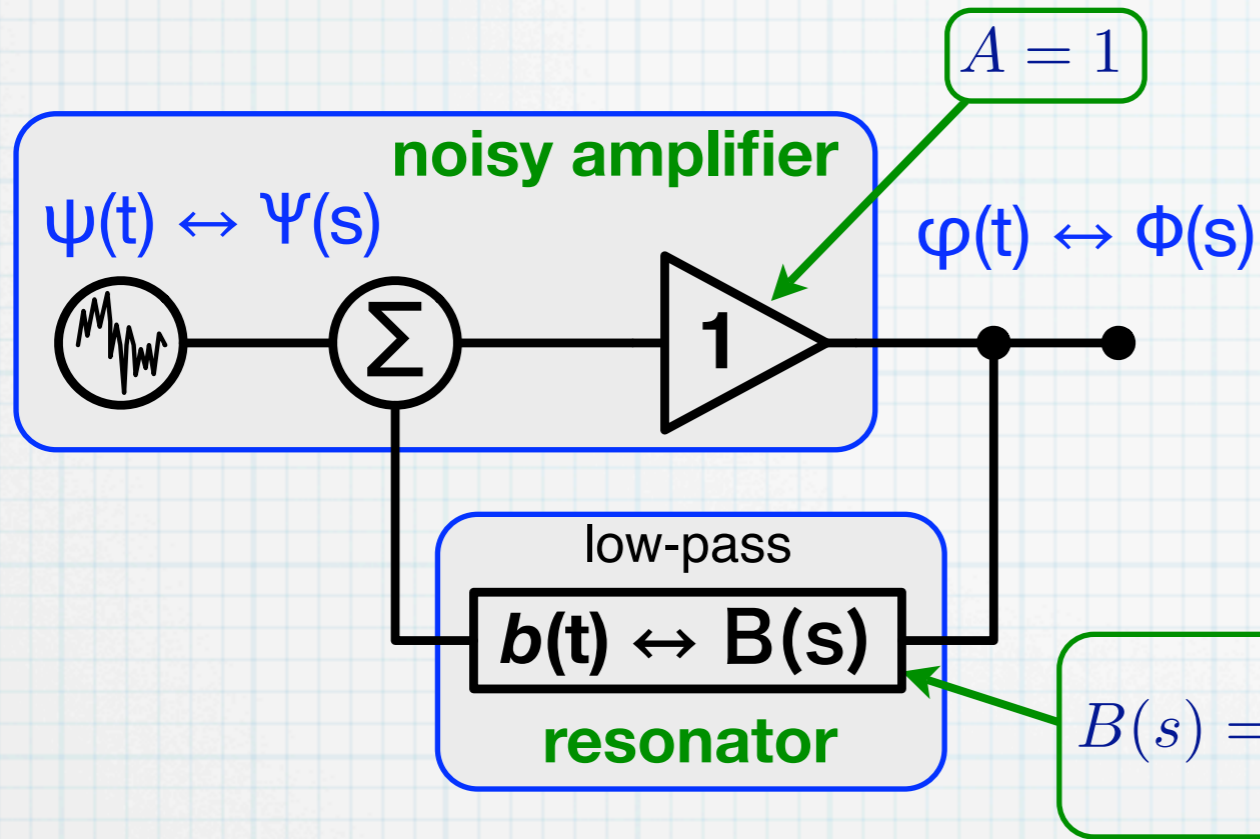 A = 1
noisy amplifier
ψ(t) ↔ Ψ(s)
φ(t) ↔ Φ(s)
Σ
1
low-pass
b(t) ↔ B(s)
resonator
B(s) =